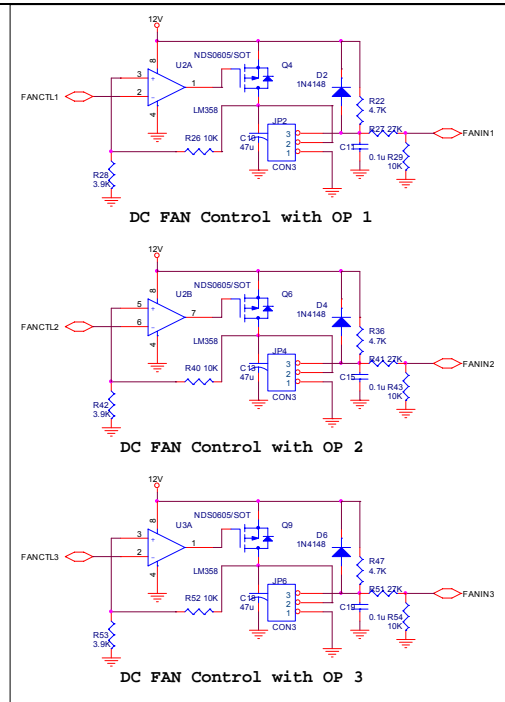 12V
NDS0605/SOT Q4
U2A
8
D2
1N4148
FANCTL1
3 +
2 -
1
4
R22
4.7K
LM358
JP2
R26 10K
C10
47u
3
2
1
CON3
R27 27K
FANIN1
C11
0.1u
R29
10K
R28
3.9K
DC FAN Control with OP 1
12V
NDS0605/SOT Q6
U2B
8
D4
1N4148
FANCTL2
5 +
6 -
7
4
R36
4.7K
LM358
JP4
R40 10K
C13
47u
3
2
1
CON3
R41 27K
FANIN2
C15
0.1u
R43
10K
R42
3.9K
DC FAN Control with OP 2
12V
NDS0605/SOT Q9
U3A
8
D6
1N4148
FANCTL3
3 +
2 -
1
4
R47
4.7K
LM358
JP6
R52 10K
C18
47u
3
2
1
CON3
R51 27K
FANIN3
C19
0.1u
R54
10K
R53
3.9K
DC FAN Control with OP 3